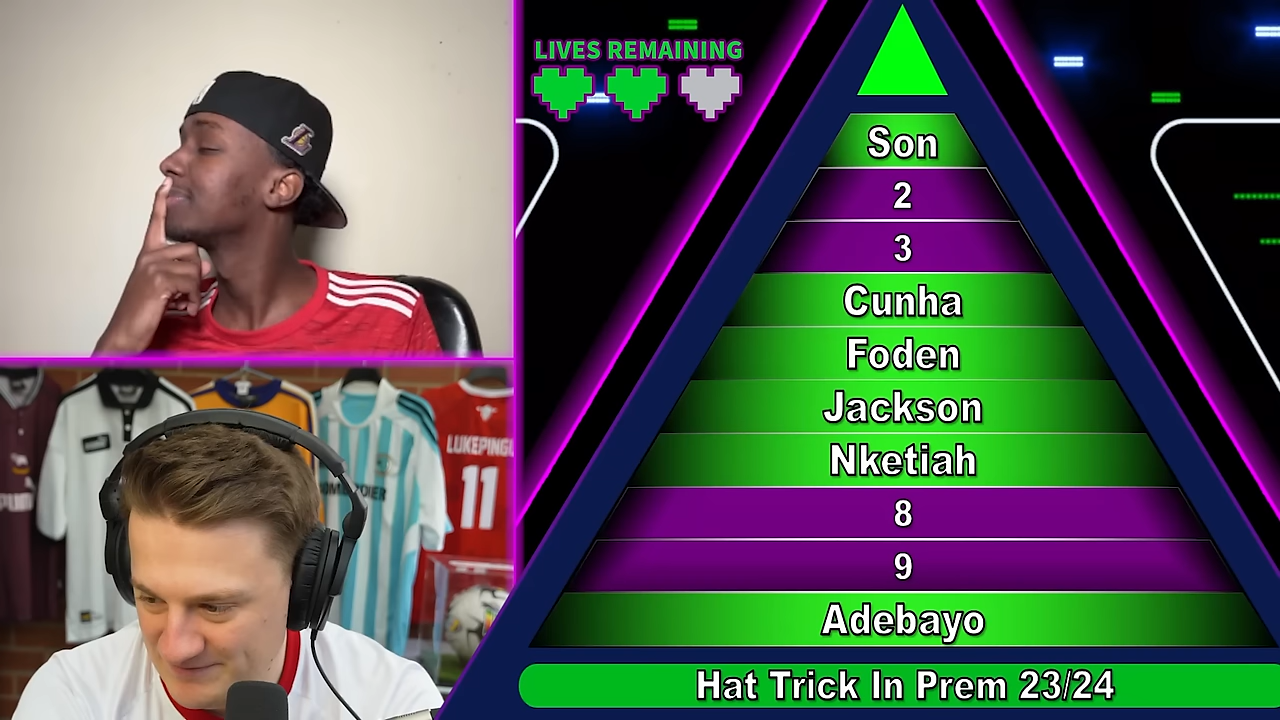 LIVES REMAINING
Son
2
3
Cunha
Foden
Jackson
Nketiah
8
9
Adebayo
Hat Trick In Prem 23/24
LUKEPING
11